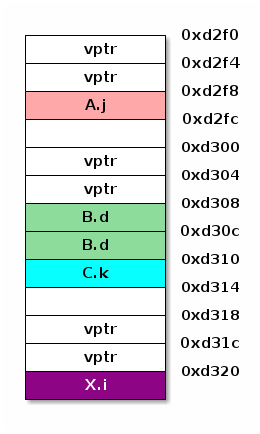 0xd2f0
vptr
0xd2f4
vptr
0xd2f8
A.j
0xd2fc
0xd300
vptr
0xd304
vptr
0xd308
B.d
0xd30c
B.d
0xd310
C.k
0xd314
0xd318
vptr
0xd31c
vptr
0xd320
X.i